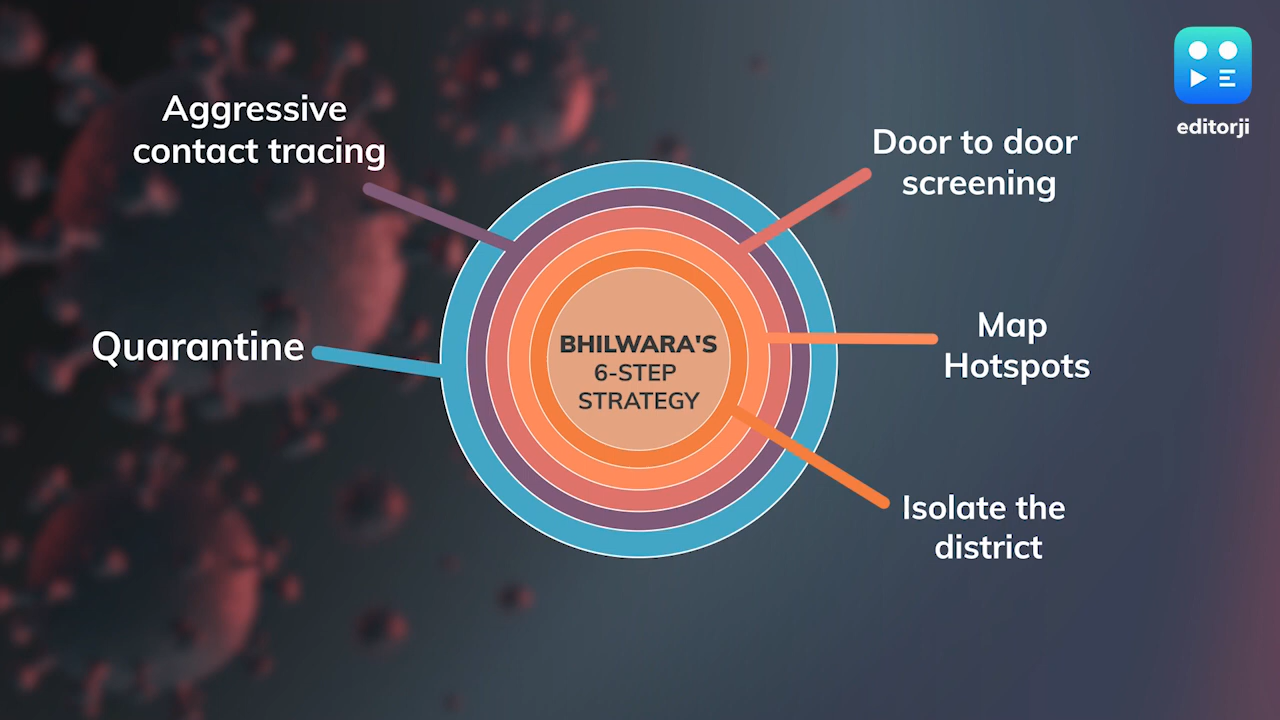 Aggressive
contact tracing
Quarantine
BHILWARA'S
6-STEP
STRATEGY
Door to door
screening
Map
Hotspots
Isolate the
district
editorji